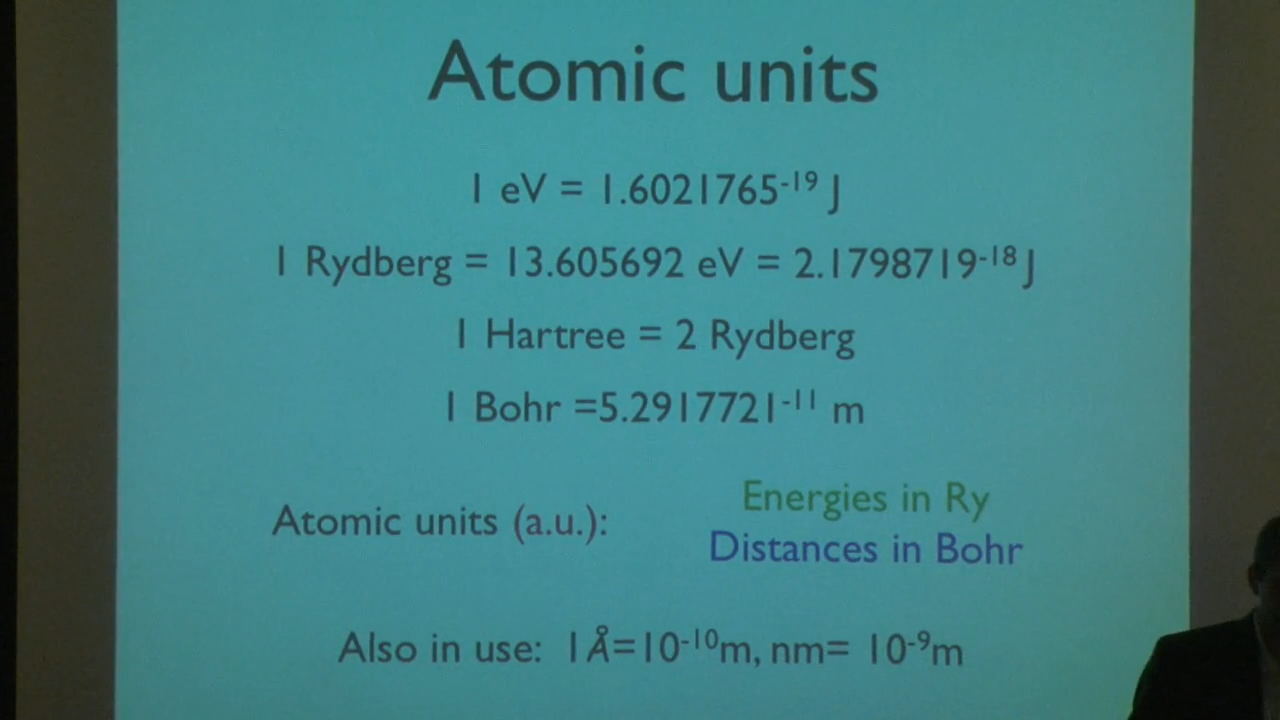 Atomic units
1 eV = 1.6021765⁻¹⁹ J
1 Rydberg = 13.605692 eV = 2.1798719⁻¹⁸ J
1 Hartree = 2 Rydberg
1 Bohr =5.2917721⁻¹¹ m
Atomic units (a.u.):
Energies in Ry
Distances in Bohr
Also in use: 1Å=10⁻¹⁰m, nm= 10⁻⁹m